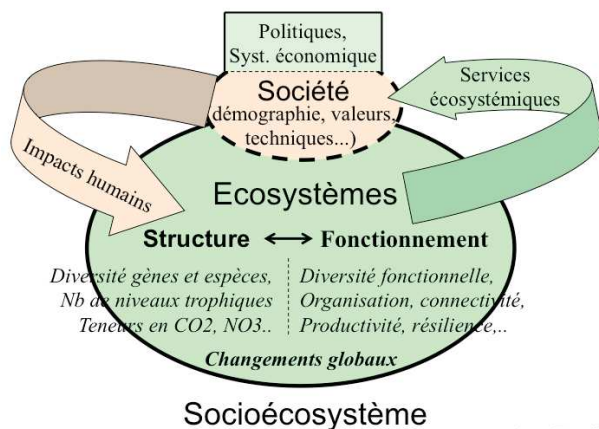 Politiques,
Syst. économique
Société
(démographie, valeurs,
techniques...)
Services
écosystémiques
Impacts humains
Ecosystèmes
Structure ↔ Fonctionnement
Diversité gènes et espèces,
Nb de niveaux trophiques
Teneurs en CO2, NO3..
Diversité fonctionnelle,
Organisation, connectivité,
Productivité, résilience,..
Changements globaux
Socioécosystème